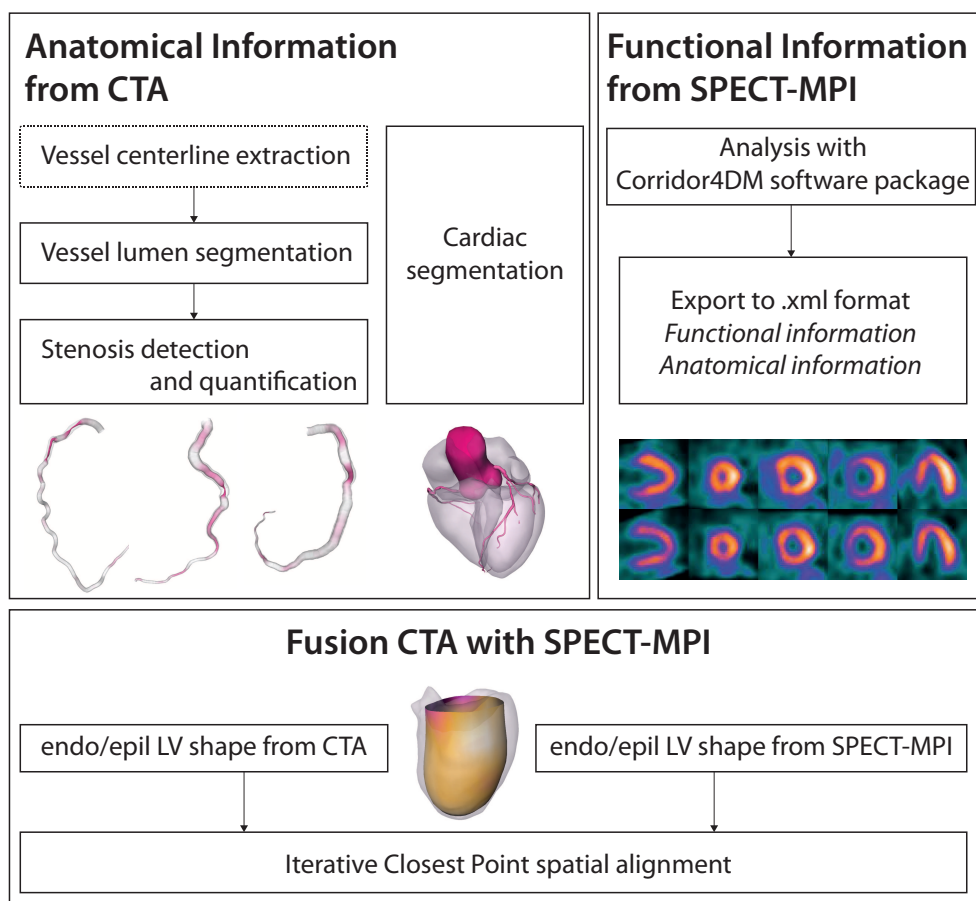 Anatomical Information
from CTA
Vessel centerline extraction
Vessel lumen segmentation
Stenosis detection
and quantification
Cardiac
segmentation
Functional Information
from SPECT-MPI
Analysis with
Corridor4DM software package
Export to .xml format
Functional information
Anatomical information
Fusion CTA with SPECT-MPI
endo/epil LV shape from CTA
endo/epil LV shape from SPECT-MPI
Iterative Closest Point spatial alignment